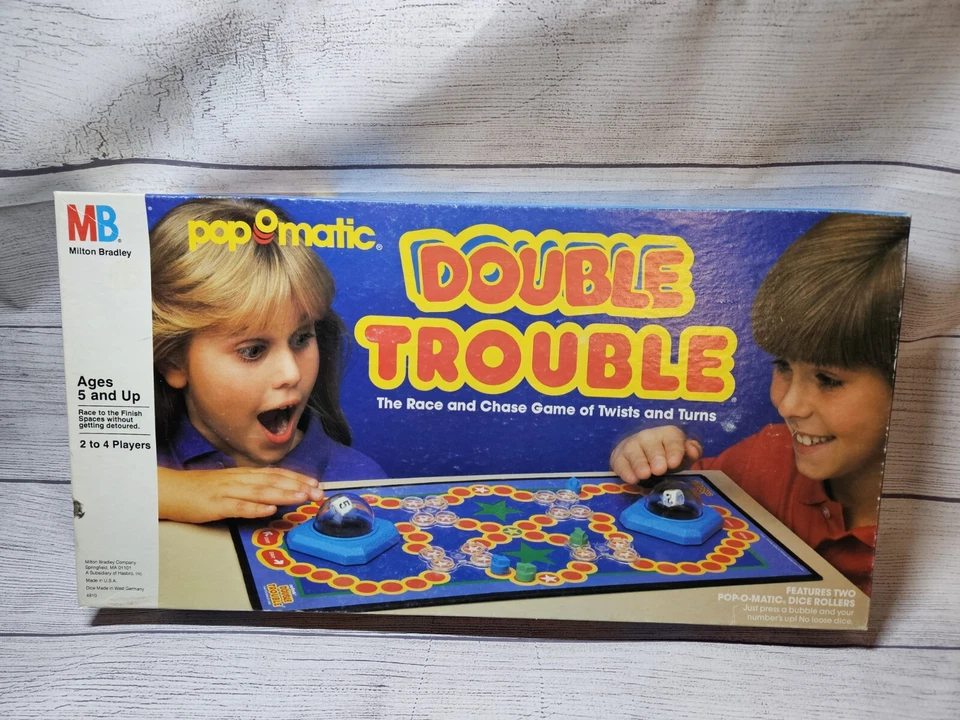 MB®
Milton Bradley
Ages
5 and Up
Race to the Finish
Spaces without
getting detoured.
2 to 4 Players
Milton Bradley Company
Springfield, MA 01101
A Subsidiary of Hasbro, Inc.
Made in U.S.A.
Dice Made in West Germany
4810
pop-o-matic®
DOUBLE
TROUBLE®
The Race and Chase Game of Twists and Turns
FEATURES TWO
POP-O-MATIC® DICE ROLLERS
Just press a bubble and your
number's up! No loose dice.